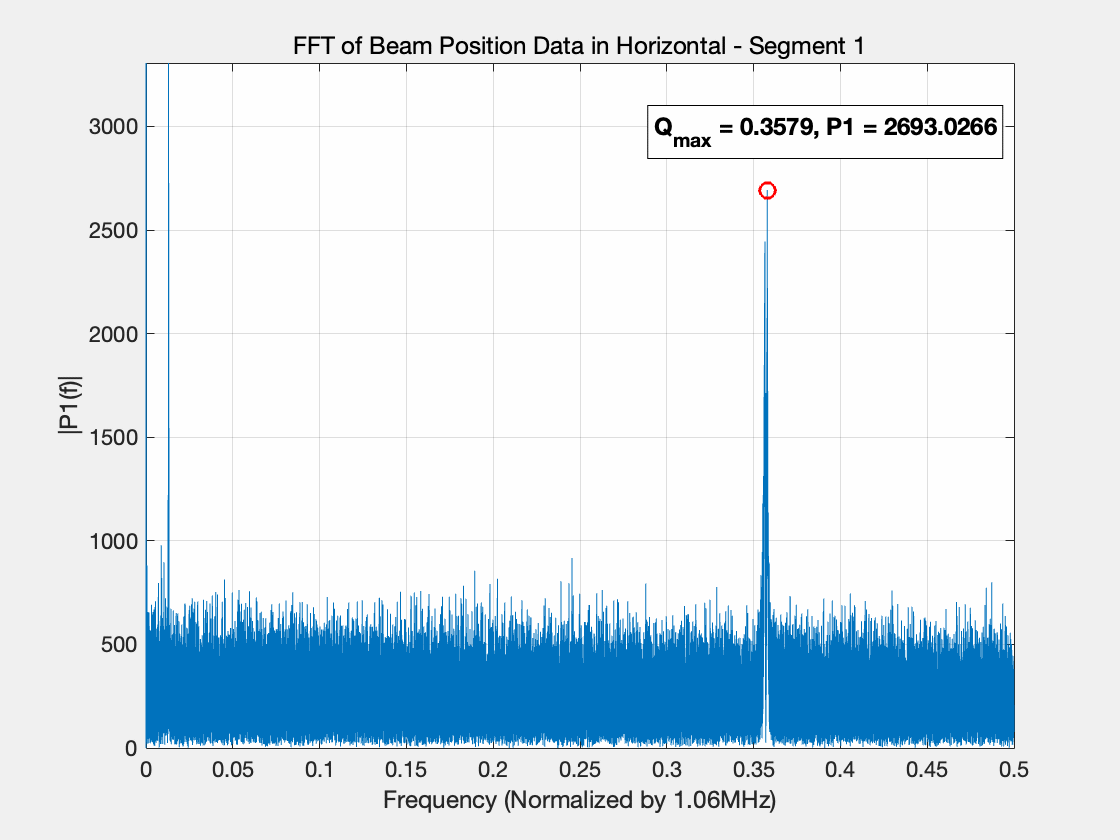 FFT of Beam Position Data in Horizontal - Segment 1
Qmax = 0.3579, P1 = 2693.0266
3000
2500
2000
1500
1000
500
0
|P1(f)|
0 0.05 0.1 0.15 0.2 0.25 0.3 0.35 0.4 0.45 0.5
Frequency (Normalized by 1.06MHz)